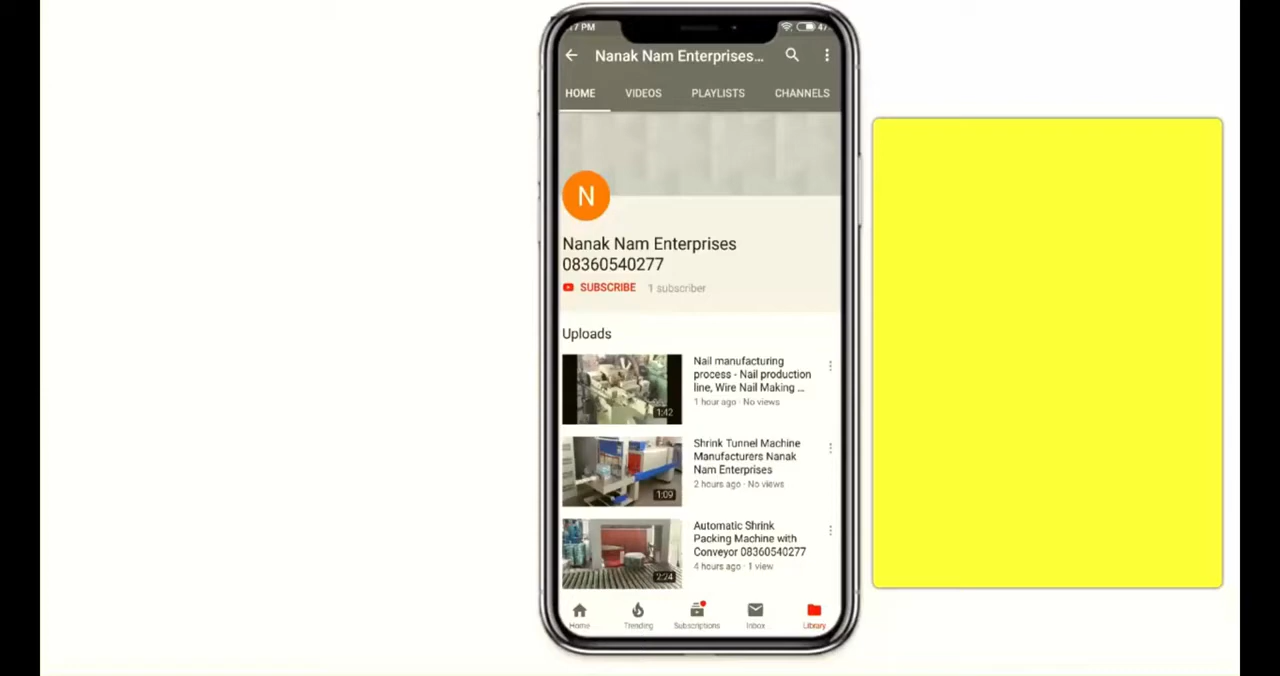 17 PM
47
Nanak Nam Enterprises...
HOME VIDEOS PLAYLISTS CHANNELS
N
Nanak Nam Enterprises
08360540277
SUBSCRIBE 1 subscriber
Uploads
Nail manufacturing
process - Nail production
line, Wire Nail Making ...
1 hour ago · No views
1:42
Shrink Tunnel Machine
Manufacturers Nanak
Nam Enterprises
2 hours ago · No views
1:09
Automatic Shrink
Packing Machine with
Conveyor 08360540277
4 hours ago · 1 view
2:24
Home Trending Subscriptions Inbox Library